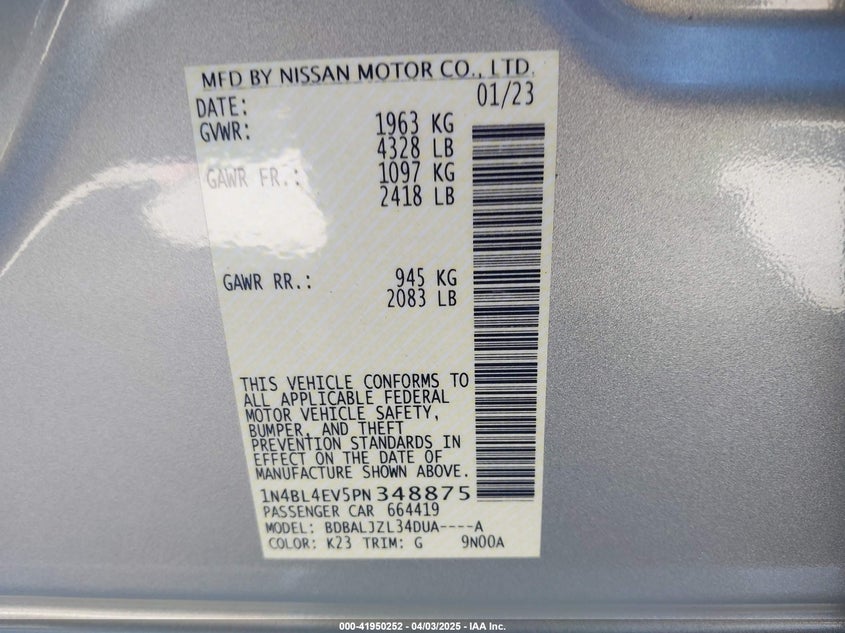 MFD BY NISSAN MOTOR CO., LTD.
DATE: 01/23
GVWR: 1963 KG
4328 LB
GAWR FR.: 1097 KG
2418 LB
GAWR RR.: 945 KG
2083 LB
THIS VEHICLE CONFORMS TO
ALL APPLICABLE FEDERAL
MOTOR VEHICLE SAFETY,
BUMPER, AND THEFT
PREVENTION STANDARDS IN
EFFECT ON THE DATE OF
MANUFACTURE SHOWN ABOVE.
1N4BL4EV5PN348875
PASSENGER CAR 664419
MODEL: BDBALJZL34DUA----A
COLOR: K23 TRIM: G 9N00A
000-41950252 - 04/03/2025 - IAA Inc.